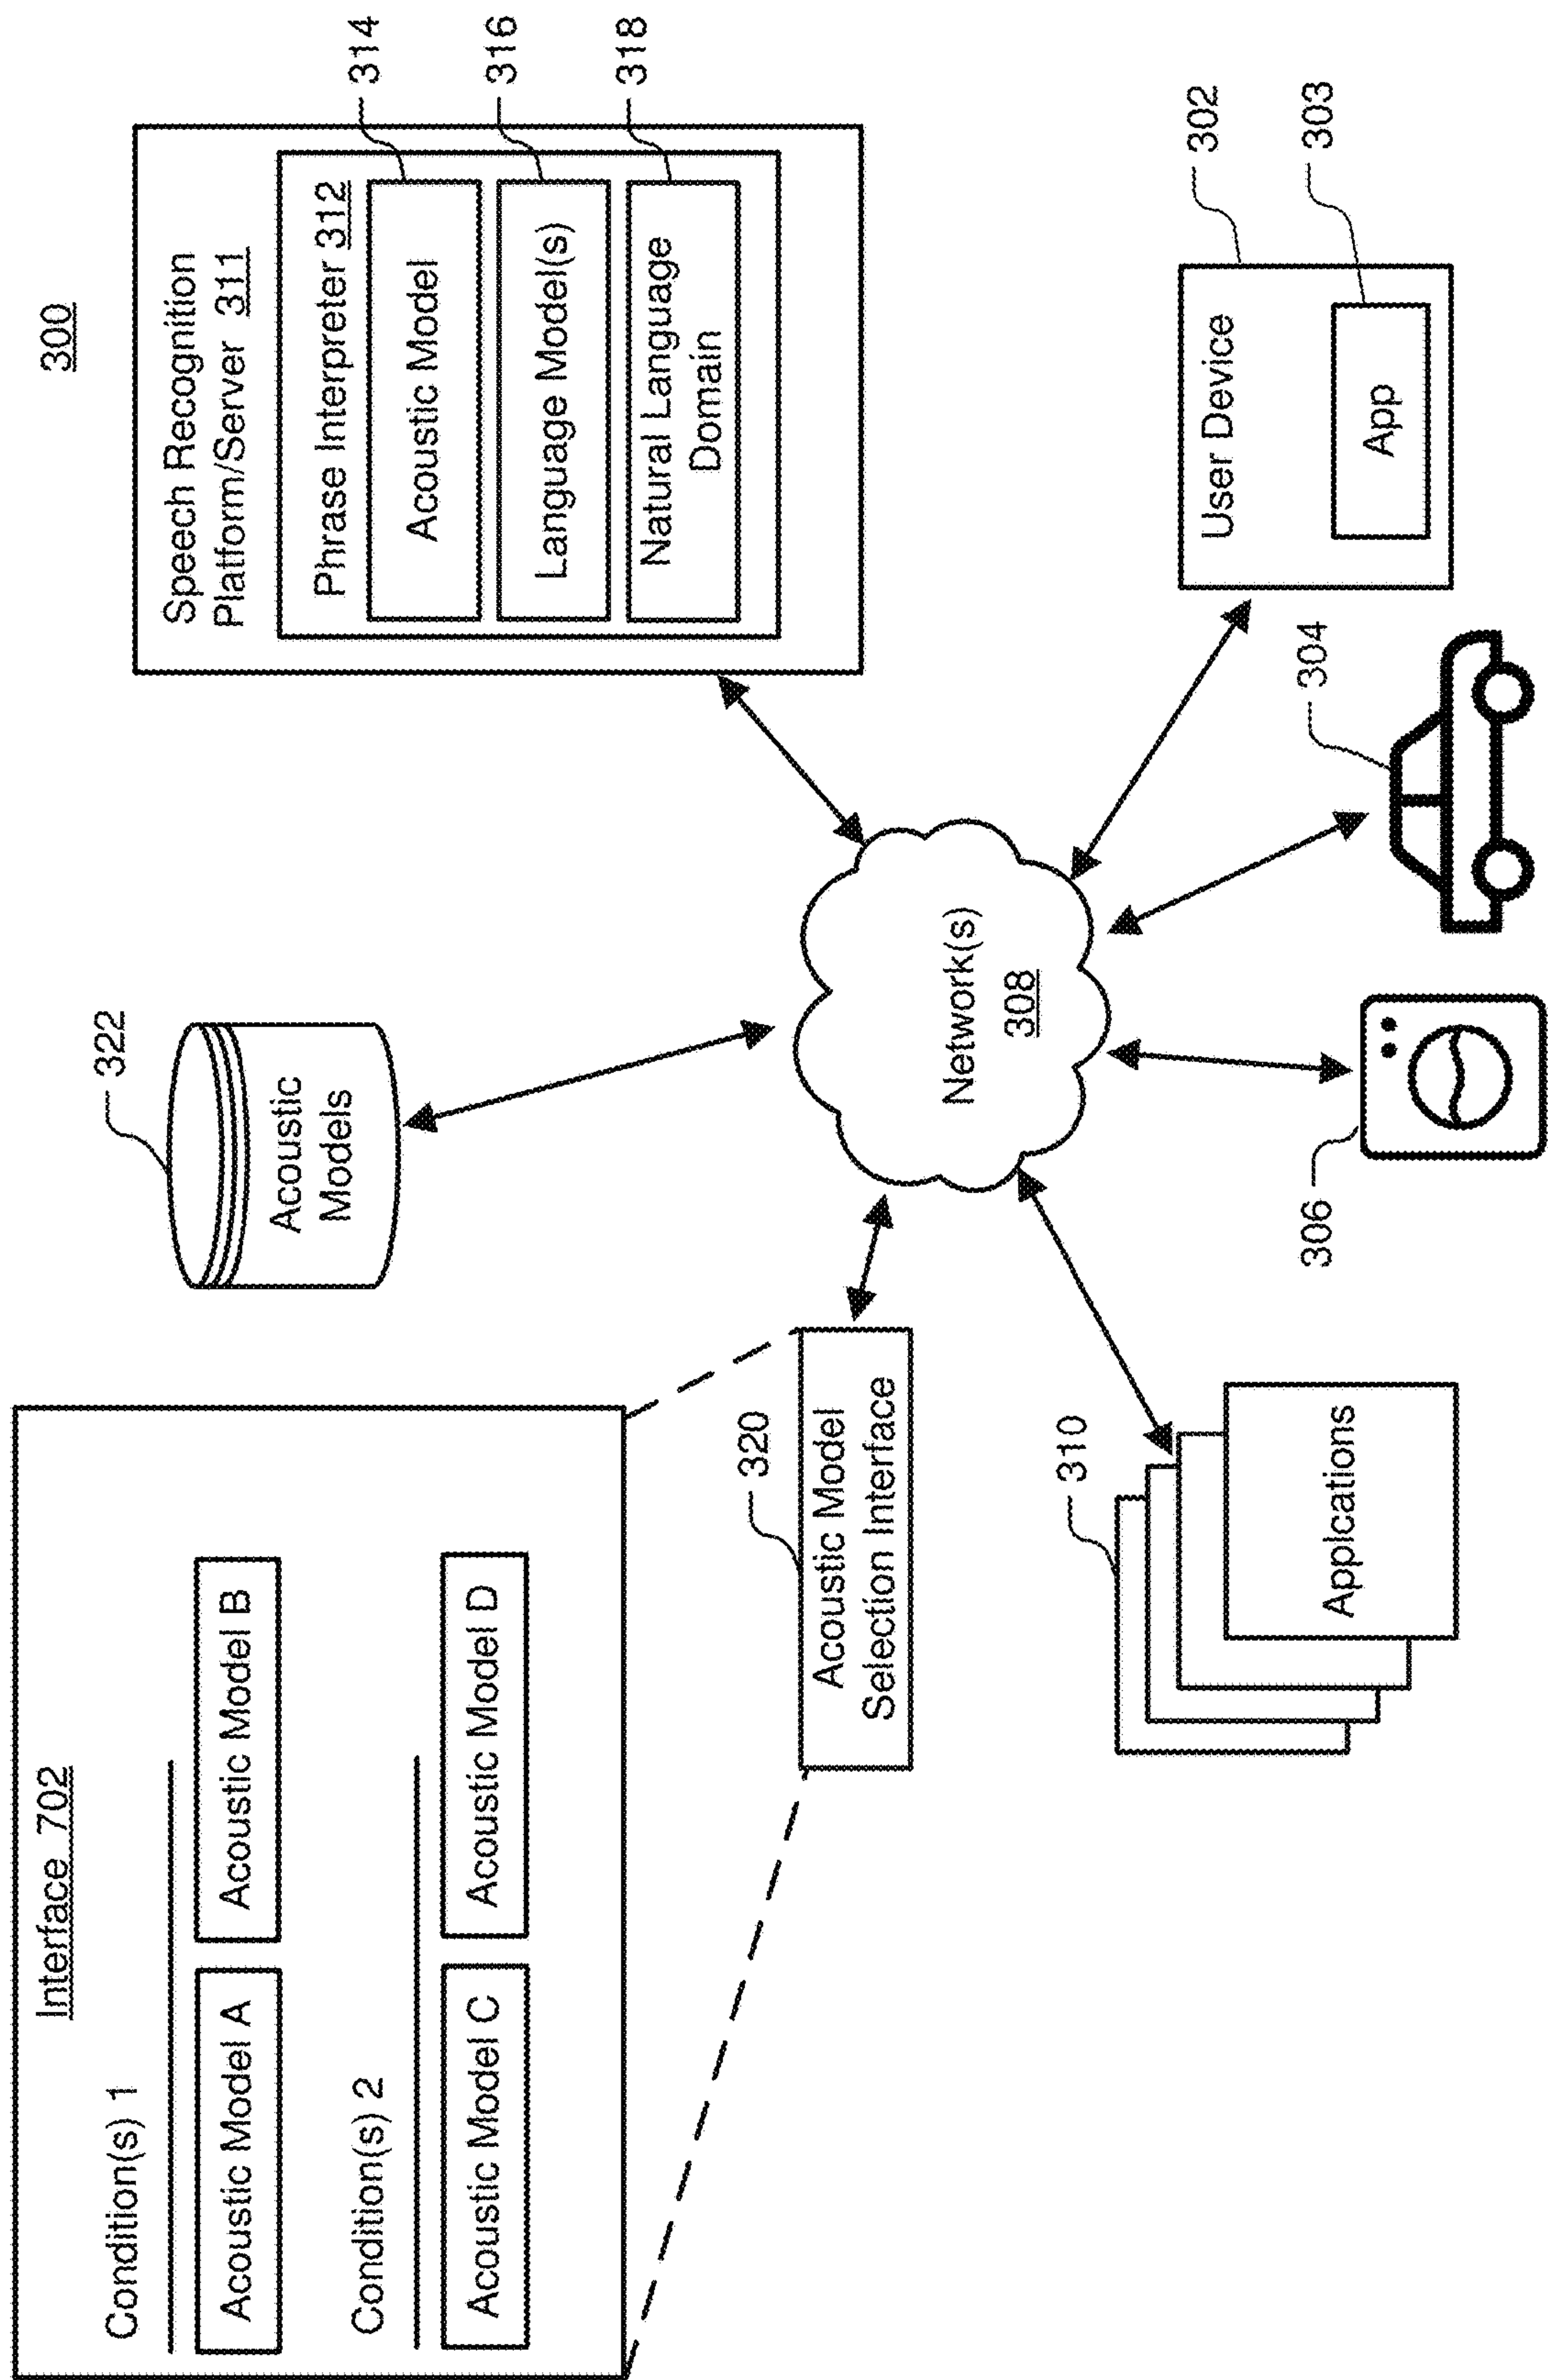 300
Interface 702
Condition(s) 1
Acoustic Model A
Acoustic Model B
Condition(s) 2
Acoustic Model C
Acoustic Model D
322
Acoustic
Models
Speech Recognition
Platform/Server 311
Phrase Interpreter 312
Acoustic Model
Language Model(s)
Natural Language
Domain
314
316
318
320
Acoustic Model
Selection Interface
Network(s)
308
310
Applcations
306
304
User Device
App
302
303